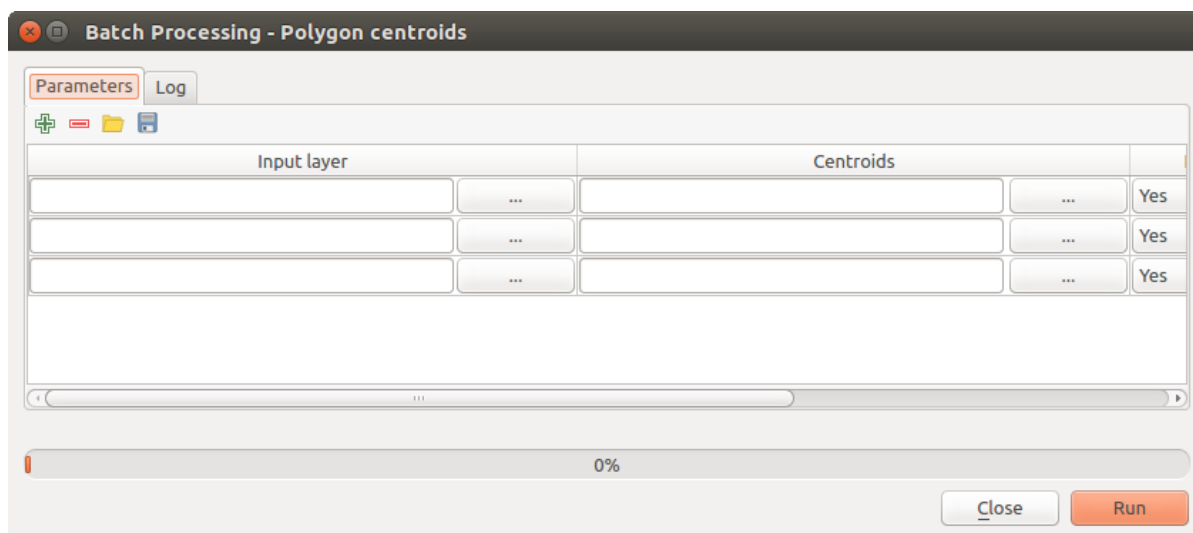 Batch Processing - Polygon centroids
Parameters Log
Input layer Centroids
... ... Yes
... ... Yes
... ... Yes
0%
Close Run